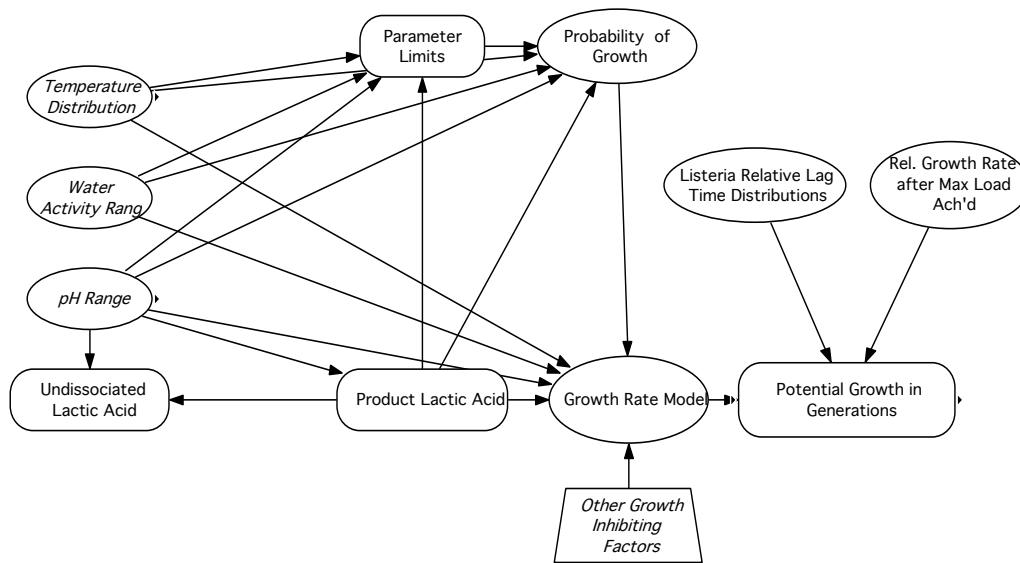 Parameter
Limits
Probability of
Growth
Temperature
Distribution
Water
Activity Rang
Listeria Relative Lag
Time Distributions
Rel. Growth Rate
after Max Load
Ach'd
pH Range
Undissociated
Lactic Acid
Product Lactic Acid
Growth Rate Model
Potential Growth in
Generations
Other Growth
Inhibiting
Factors